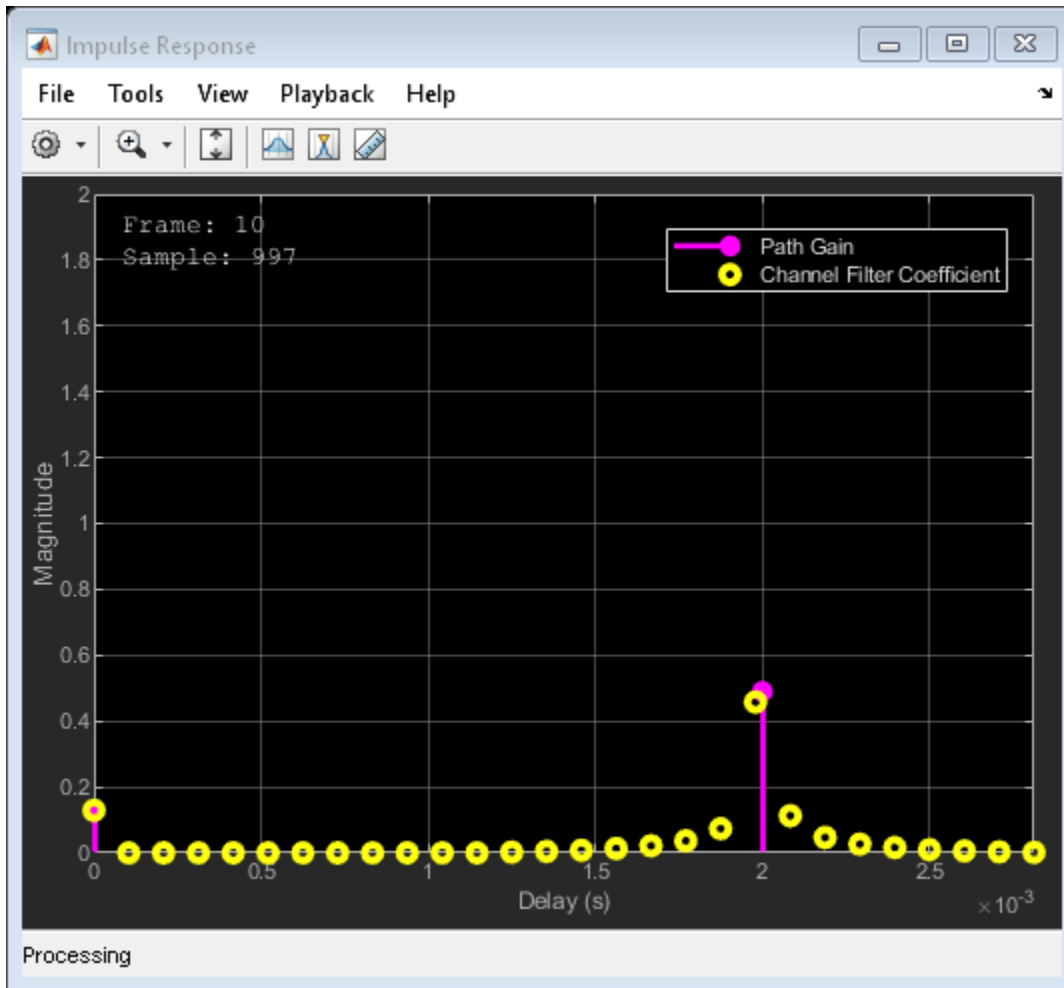 Impulse Response
File Tools View Playback Help
Frame: 10
Sample: 997
Path Gain
Channel Filter Coefficient
2
1.8
1.6
1.4
1.2
1
0.8
0.6
0.4
0.2
0
Magnitude
0 0.5 1 1.5 2 2.5
Delay (s)
×10⁻³
Processing